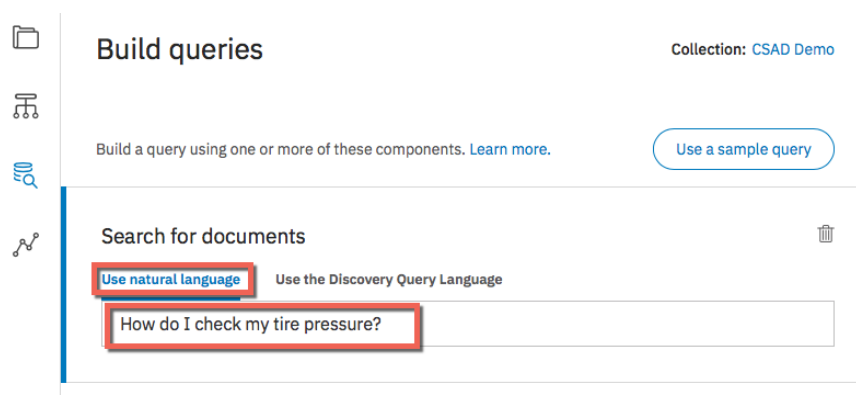 Build queries
Collection: CSAD Demo
Build a query using one or more of these components. Learn more.
Use a sample query
Search for documents
Use natural language
Use the Discovery Query Language
How do I check my tire pressure?